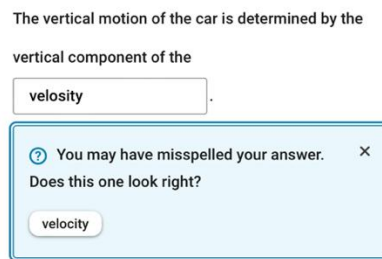 The vertical motion of the car is determined by the
vertical component of the
velosity .
? You may have misspelled your answer. ×
Does this one look right?
velocity